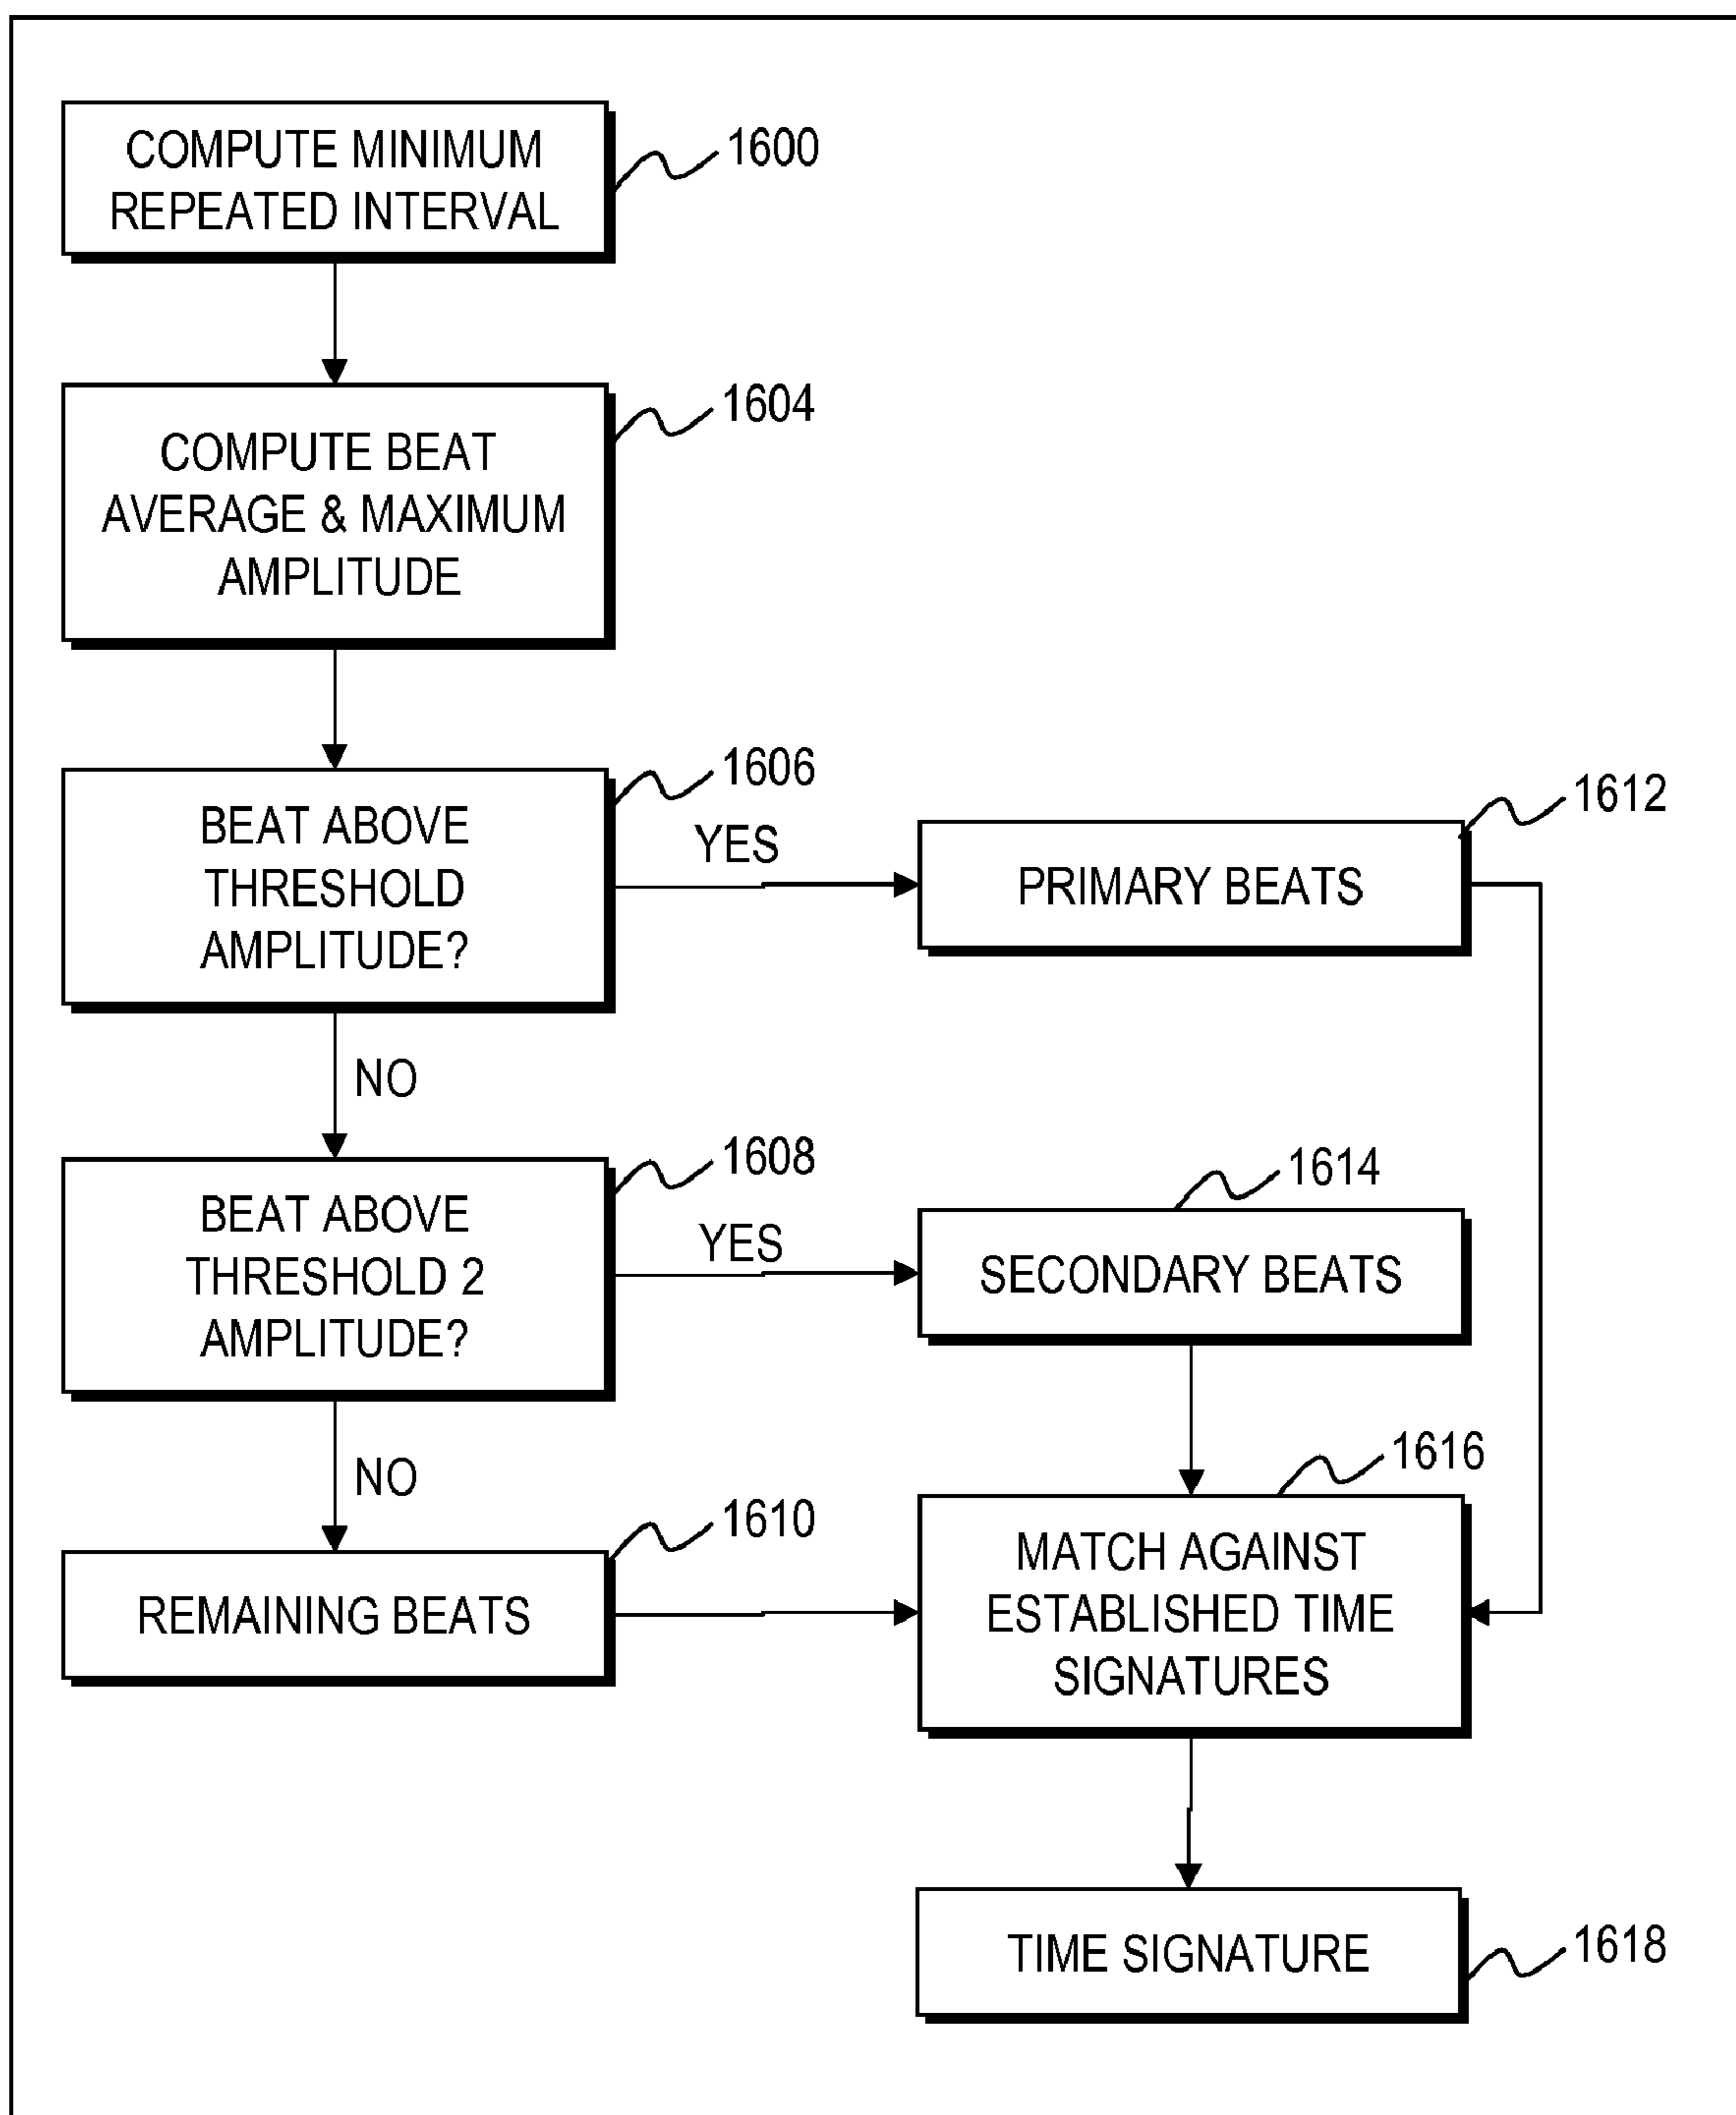 COMPUTE MINIMUM
REPEATED INTERVAL
1600
COMPUTE BEAT
AVERAGE & MAXIMUM
AMPLITUDE
1604
BEAT ABOVE
THRESHOLD
AMPLITUDE?
1606
YES
PRIMARY BEATS
1612
NO
BEAT ABOVE
THRESHOLD 2
AMPLITUDE?
1608
YES
SECONDARY BEATS
1614
NO
REMAINING BEATS
1610
MATCH AGAINST
ESTABLISHED TIME
SIGNATURES
1616
TIME SIGNATURE
1618